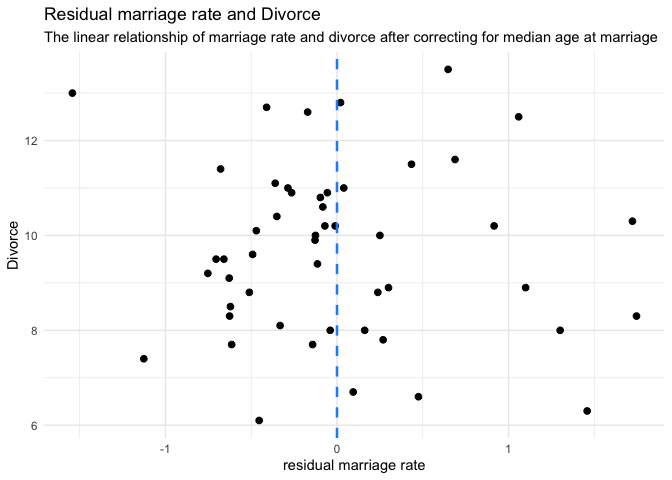 Residual marriage rate and Divorce
The linear relationship of marriage rate and divorce after correcting for median age at marriage
12
10
8
6
Divorce
-1
0
1
residual marriage rate